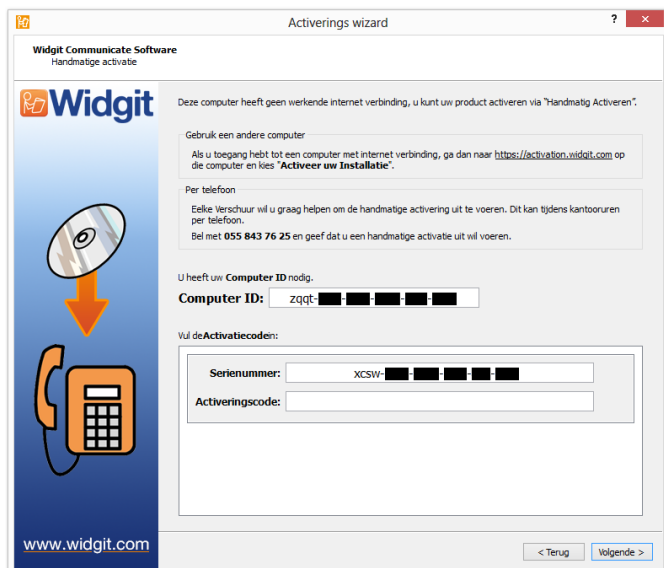 Activerings wizard
? ×
Widgit Communicate Software
Handmatige activatie
Widgit
Deze computer heeft geen werkende internet verbinding, u kunt uw product activeren via "Handmatig Activeren".
Gebruik een andere computer
Als u toegang hebt tot een computer met internet verbinding, ga dan naar https://activation.widgit.com op
die computer en kies "Activeer uw Installatie".
Per telefoon
Eelke Verschuur wil u graag helpen om de handmatige activering uit te voeren. Dit kan tijdens kantooruren
per telefoon.
Bel met 055 843 76 25 en geef dat u een handmatige activatie uit wil voeren.
U heeft uw Computer ID nodig.
Computer ID: zqqt- - - - -
Vul de Activatiecode in:
Serienummer: xcsw- - - - -
Activeringscode:
www.widgit.com
< Terug Volgende >